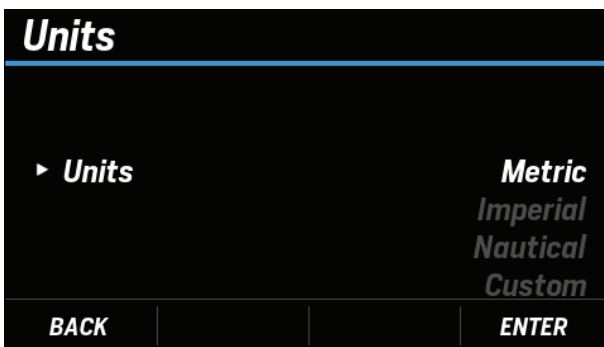 Units
Units Metric
Imperial
Nautical
Custom
BACK ENTER